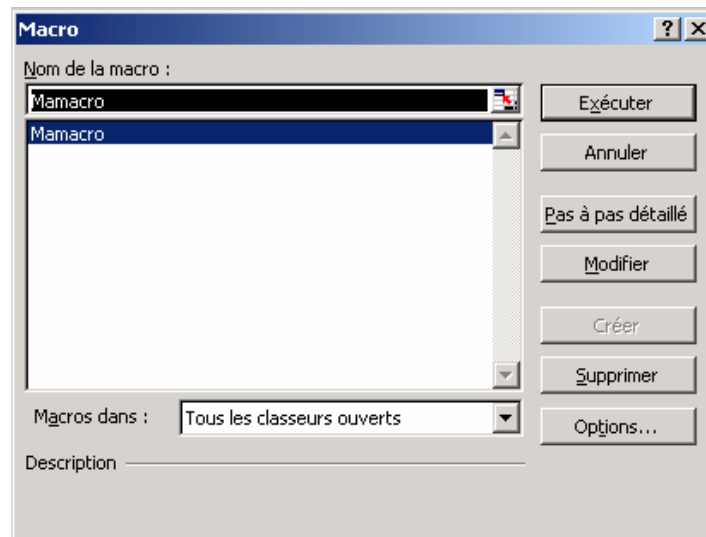 Macro
Nom de la macro :
Mamacro
Mamacro
Macros dans :
Tous les classeurs ouverts
Description
Exécuter
Annuler
Pas à pas détaillé
Modifier
Créer
Supprimer
Options...